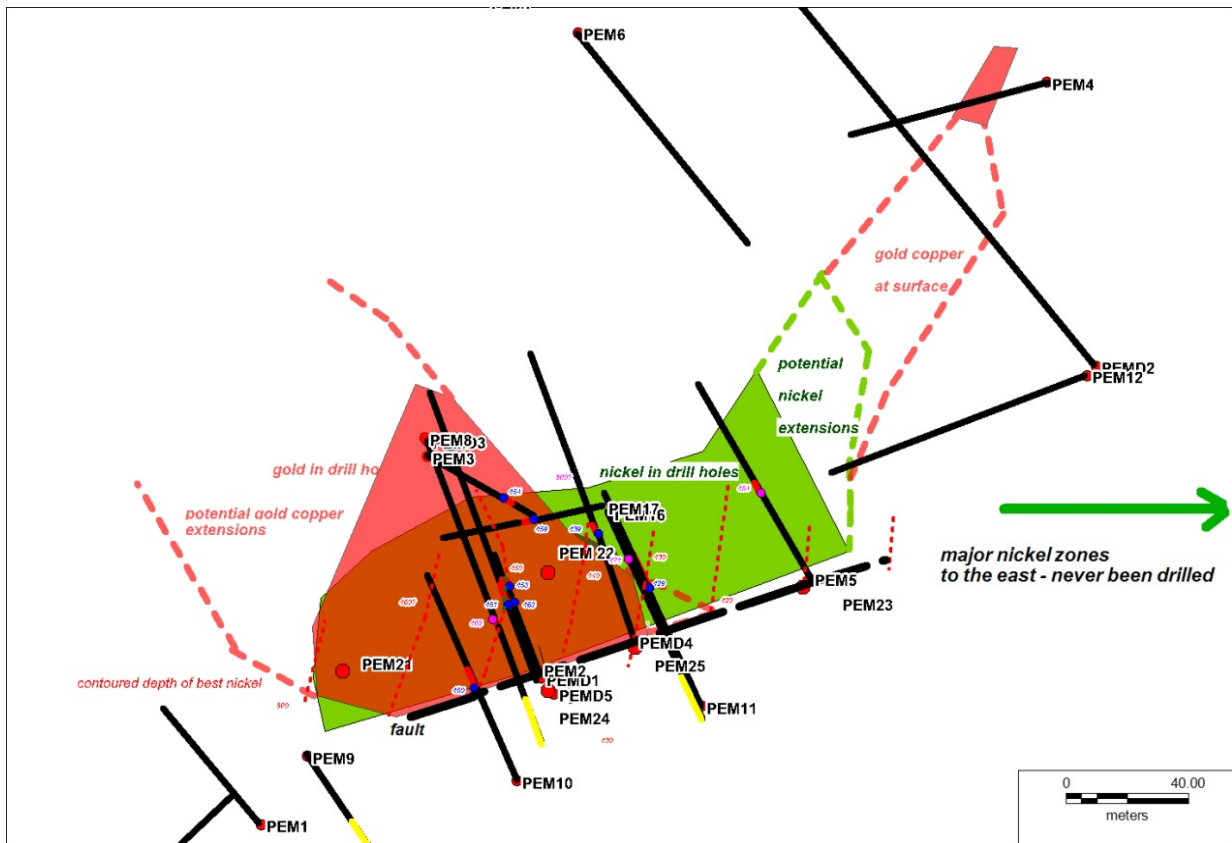 PEM6
PEM4
gold copper
at surface
PEMD2
PEM12
potential
nickel
extensions
PEM8
PEM3
gold in drill ho
nickel in drill holes
potential gold copper
extensions
PEM17
PEM 22
major nickel zones
to the east - never been drilled
PEM5
PEM23
PEMD4
PEM25
PEM21
PEM2
PEMD1
PEMD5
PEM24
contoured depth of best nickel
fault
PEM11
PEM9
PEM10
PEM1
0 40.00
meters